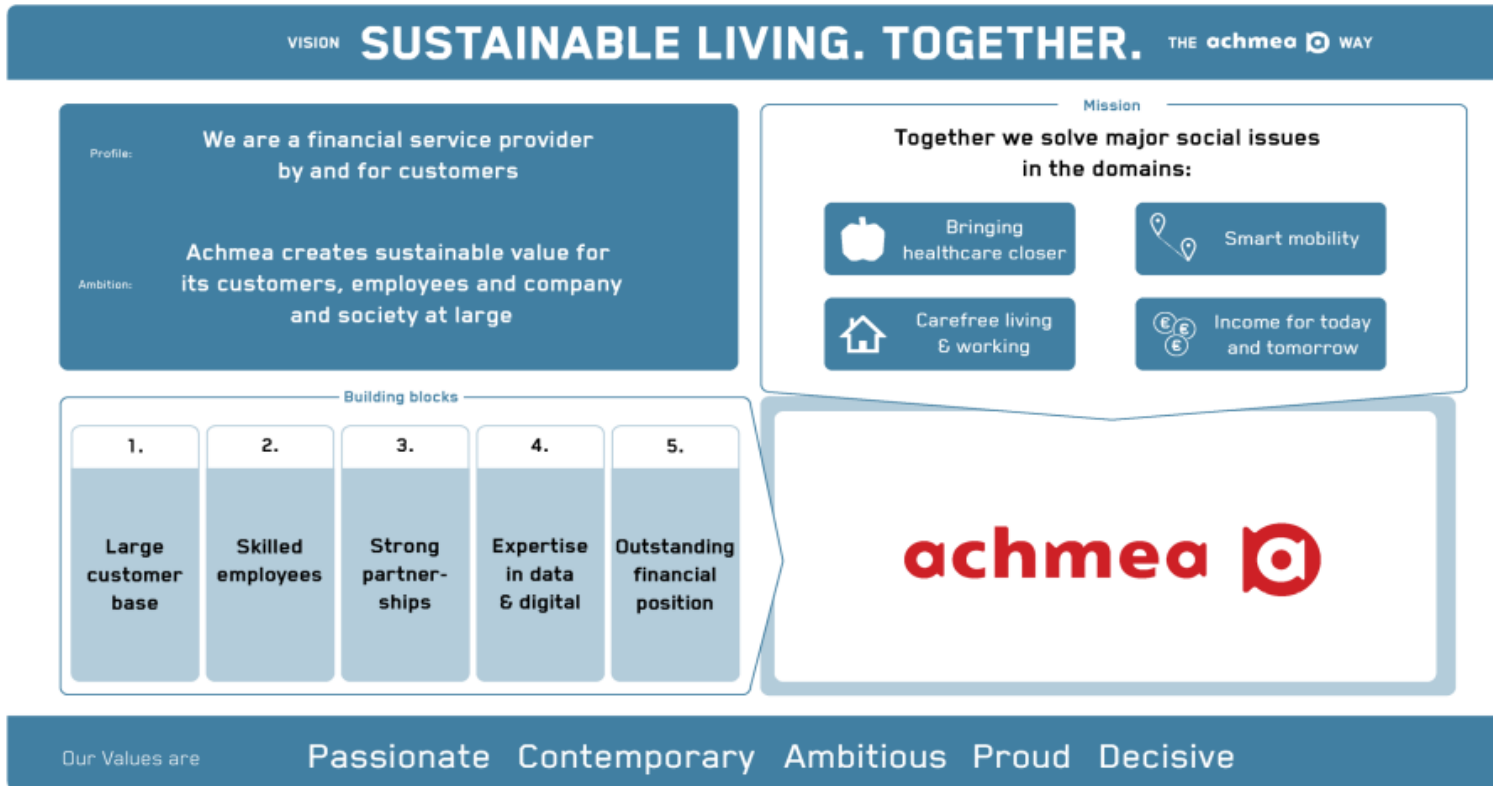 VISION SUSTAINABLE LIVING. TOGETHER. THE achmea WAY
Profile:
We are a financial service provider
by and for customers
Ambition:
Achmea creates sustainable value for
its customers, employees and company
and society at large
Mission
Together we solve major social issues
in the domains:
Bringing
healthcare closer
Smart mobility
Carefree living
& working
Income for today
and tomorrow
Building blocks
1.
Large
customer
base
2.
Skilled
employees
3.
Strong
partner-
ships
4.
Expertise
in data
& digital
5.
Outstanding
financial
position
achmea
Our Values are
Passionate Contemporary Ambitious Proud Decisive